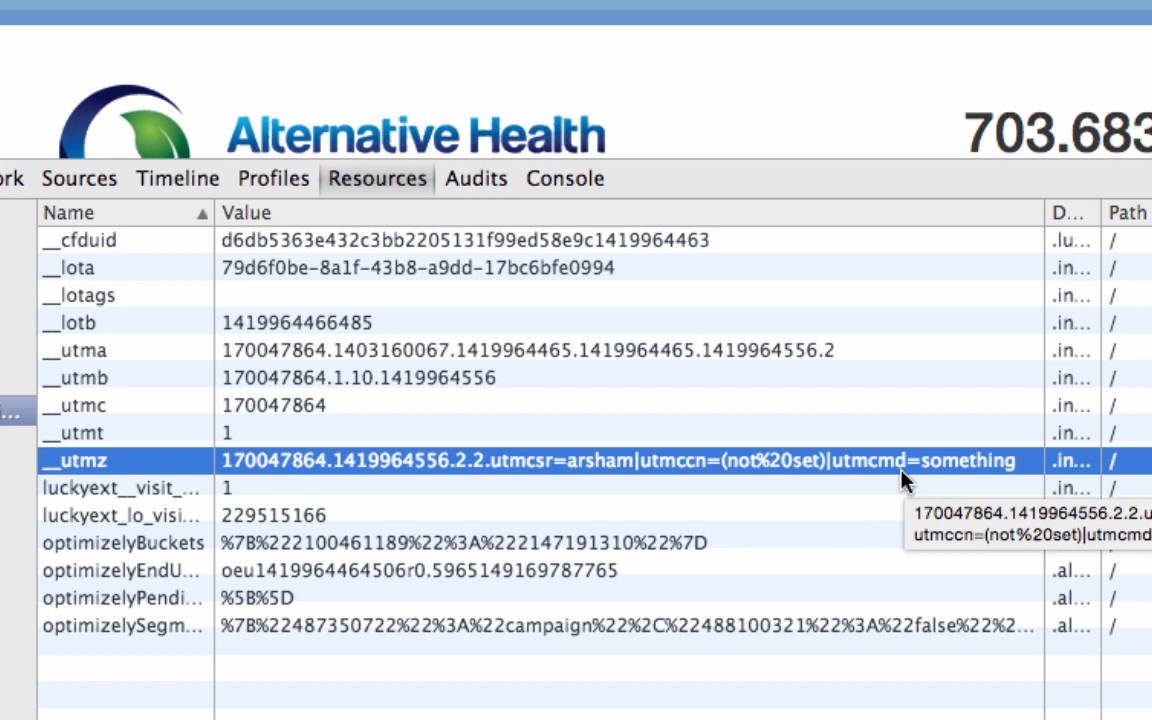 Alternative Health
703.683
ork Sources Timeline Profiles Resources Audits Console
Name ▲ Value D... Path
__cfduid d6db5363e432c3bb2205131f99ed58e9c1419964463 .lu... /
__lota 79d6f0be-8a1f-43b8-a9dd-17bc6bfe0994 .in... /
__lotags .in... /
__lotb 1419964466485 .in... /
__utma 170047864.1403160067.1419964465.1419964465.1419964556.2 .in... /
__utmb 170047864.1.10.1419964556 .in... /
... __utmc 170047864 .in... /
__utmt 1 .in... /
__utmz 170047864.1419964556.2.2.utmcsr=arsham|utmccn=(not%20set)|utmcmd=something .in... /
luckyext__visit_... 1 .in... /
luckyext_lo_visi... 229515166
170047864.1419964556.2.2.u
utmccn=(not%20set)|utmcmd
optimizelyBuckets %7B%222100461189%22%3A%222147191310%22%7D
optimizelyEndU... oeu1419964464506r0.5965149169787765 .al... /
optimizelyPendi... %5B%5D .al... /
optimizelySegm... %7B%22487350722%22%3A%22campaign%22%2C%22488100321%22%3A%22false%22%2... .al... /